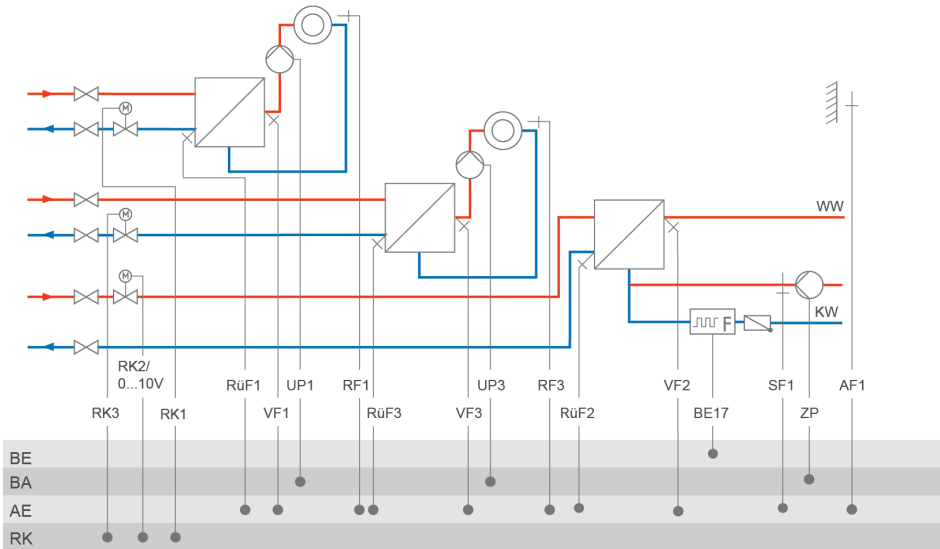 M
M
M
WW
F
KW
RK2/
0...10V
RüF1
UP1
RF1
UP3
RF3
VF2
SF1
AF1
RK3
RK1
VF1
RüF3
VF3
RüF2
BE17
ZP
BE
BA
AE
RK